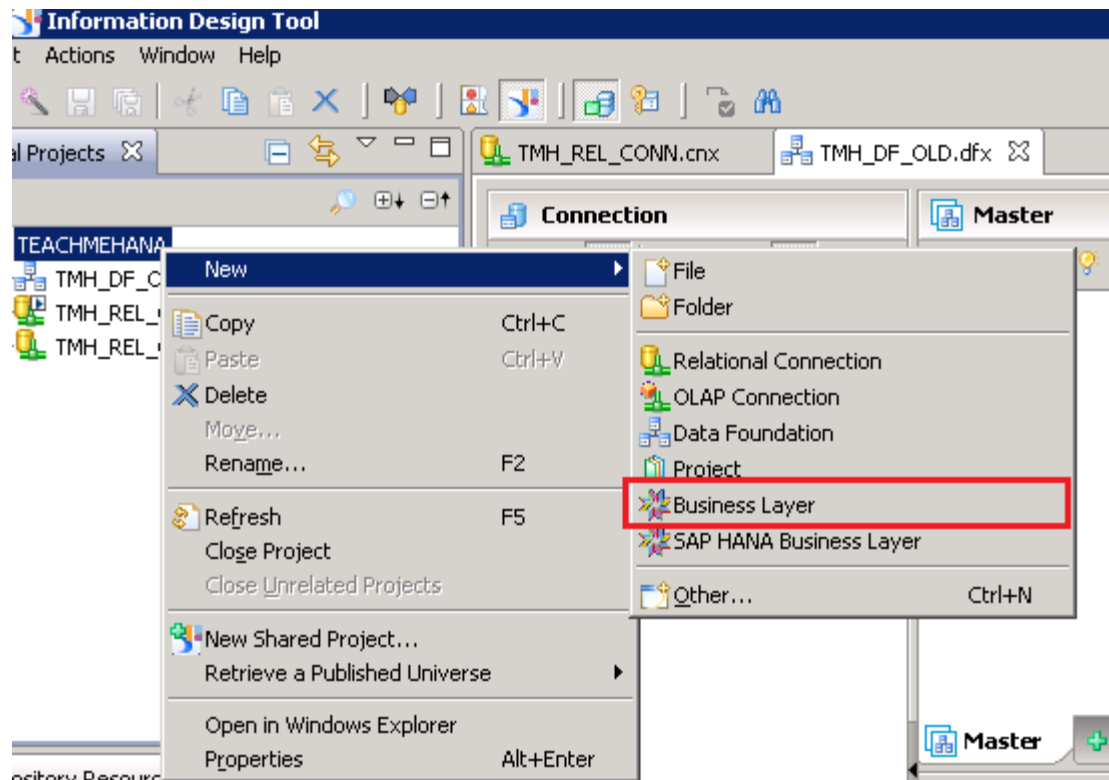 Information Design Tool
t Actions Window Help
al Projects
TMH_REL_CONN.cnx
TMH_DF_OLD.dfx
Connection
Master
TEACHMEHANA
TMH_DF_O
TMH_REL_
TMH_REL_
New
Copy Ctrl+C
Paste Ctrl+V
Delete
Move...
Rename... F2
Refresh F5
Close Project
Close Unrelated Projects
New Shared Project...
Retrieve a Published Universe
Open in Windows Explorer
Properties Alt+Enter
File
Folder
Relational Connection
OLAP Connection
Data Foundation
Project
Business Layer
SAP HANA Business Layer
Other... Ctrl+N
Master
ository Resourc